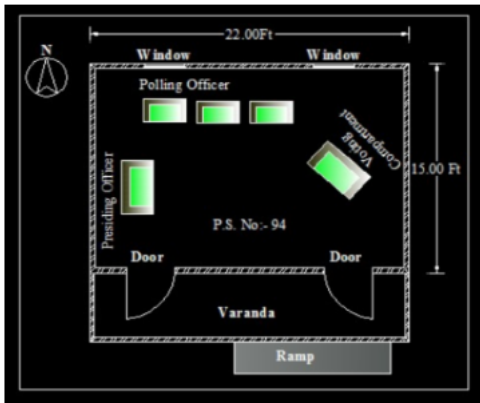 N
22.00Ft
Window
Window
Polling Officer
Voting
Compartment
15.00 Ft
Presiding Officer
P.S. No:- 94
Door
Door
Varanda
Ramp